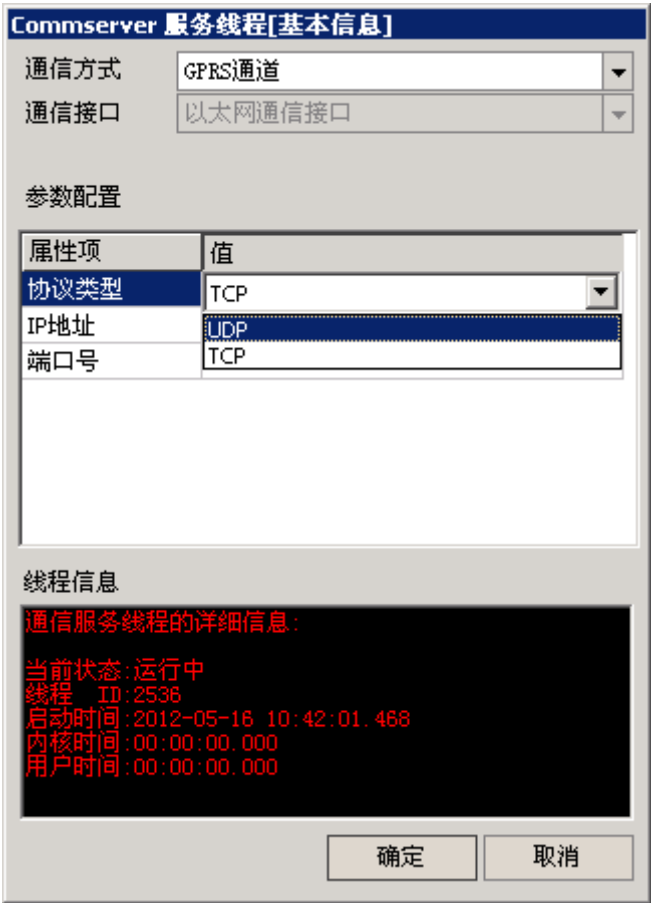 Commserver 服务线程[基本信息]
通信方式 GPRS通道
通信接口 以太网通信接口
参数配置
属性项 值
协议类型 TCP
IP地址 UDP
端口号 TCP
线程信息
通信服务线程的详细信息:
当前状态:运行中
线程 ID:2536
启动时间:2012-05-16 10:42:01.468
内核时间:00:00:00.000
用户时间:00:00:00.000
确定 取消